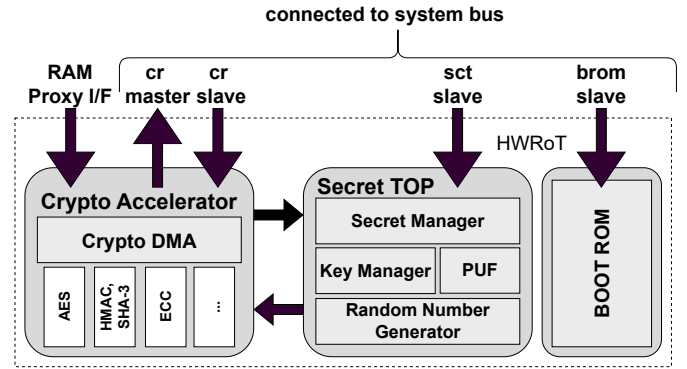 connected to system bus
RAM
Proxy I/F
cr
master
cr
slave
sct
slave
brom
slave
HWRoT
Crypto Accelerator
Crypto DMA
AES
HMAC,
SHA-3
ECC
...
Secret TOP
Secret Manager
Key Manager
PUF
Random Number
Generator
BOOT ROM